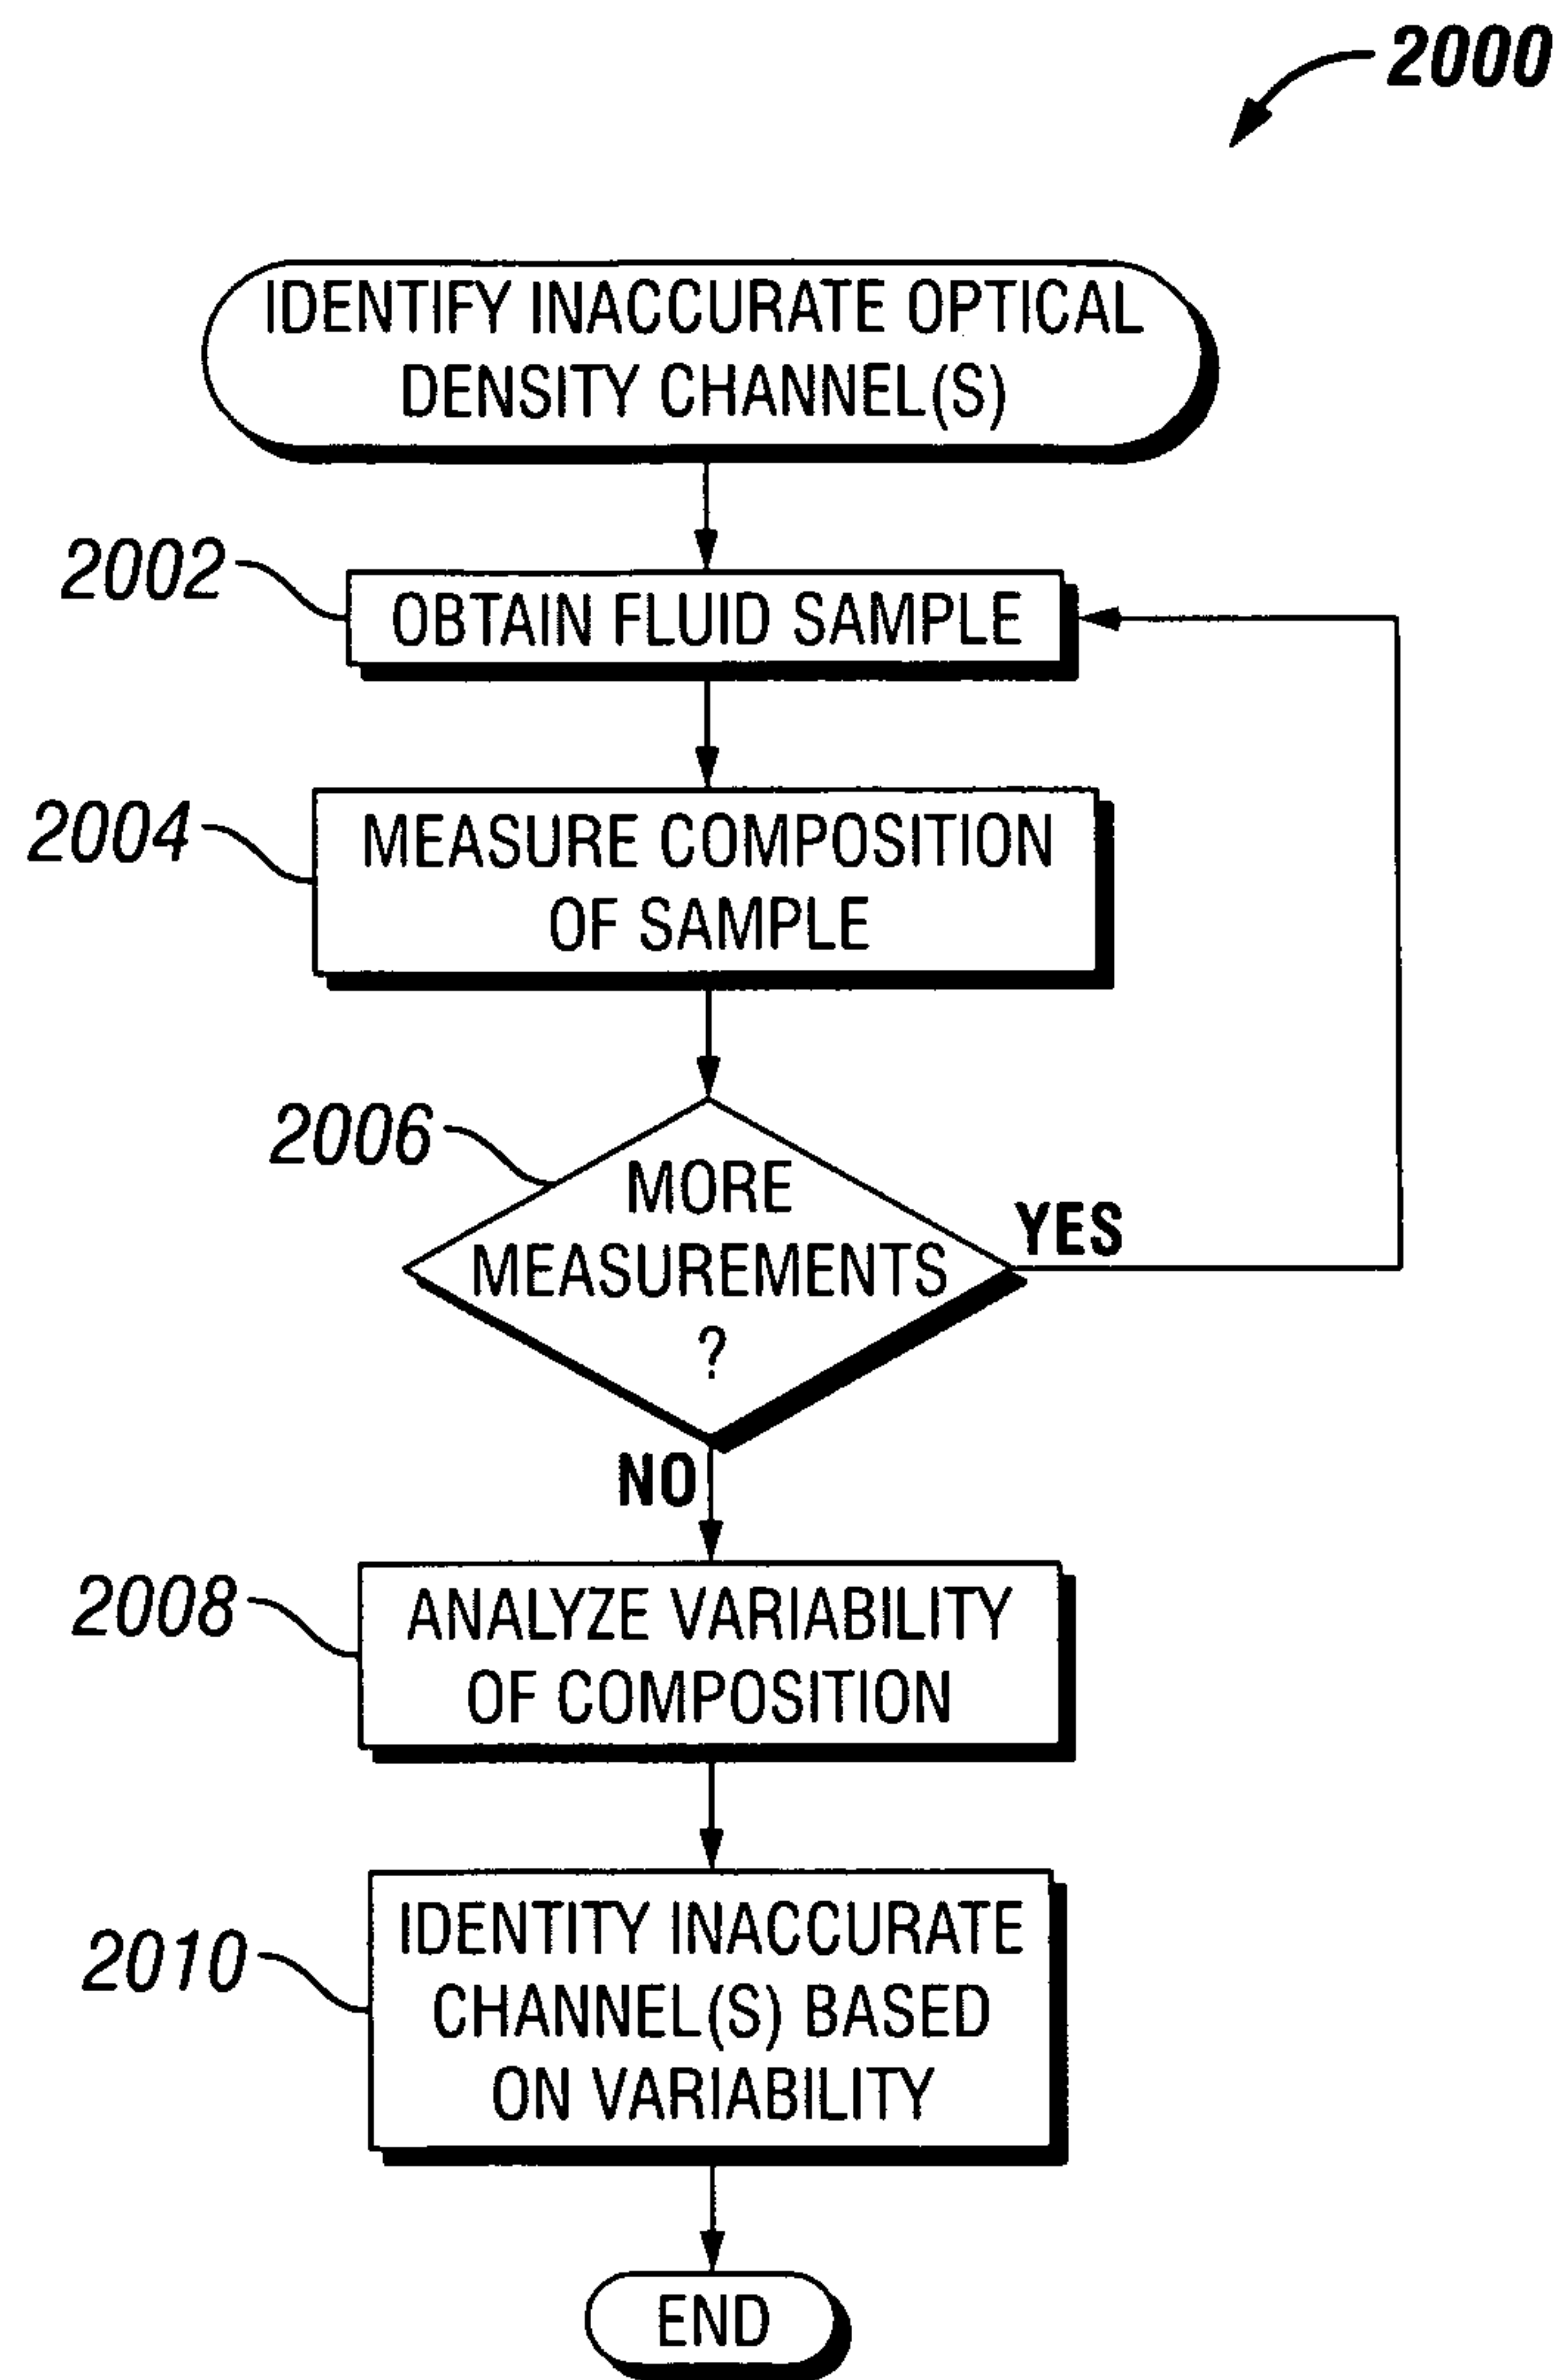 2000
IDENTIFY INACCURATE OPTICAL
DENSITY CHANNEL(S)
2002
OBTAIN FLUID SAMPLE
2004
MEASURE COMPOSITION
OF SAMPLE
2006
MORE
MEASUREMENTS
?
YES
NO
2008
ANALYZE VARIABILITY
OF COMPOSITION
2010
IDENTITY INACCURATE
CHANNEL(S) BASED
ON VARIABILITY
END